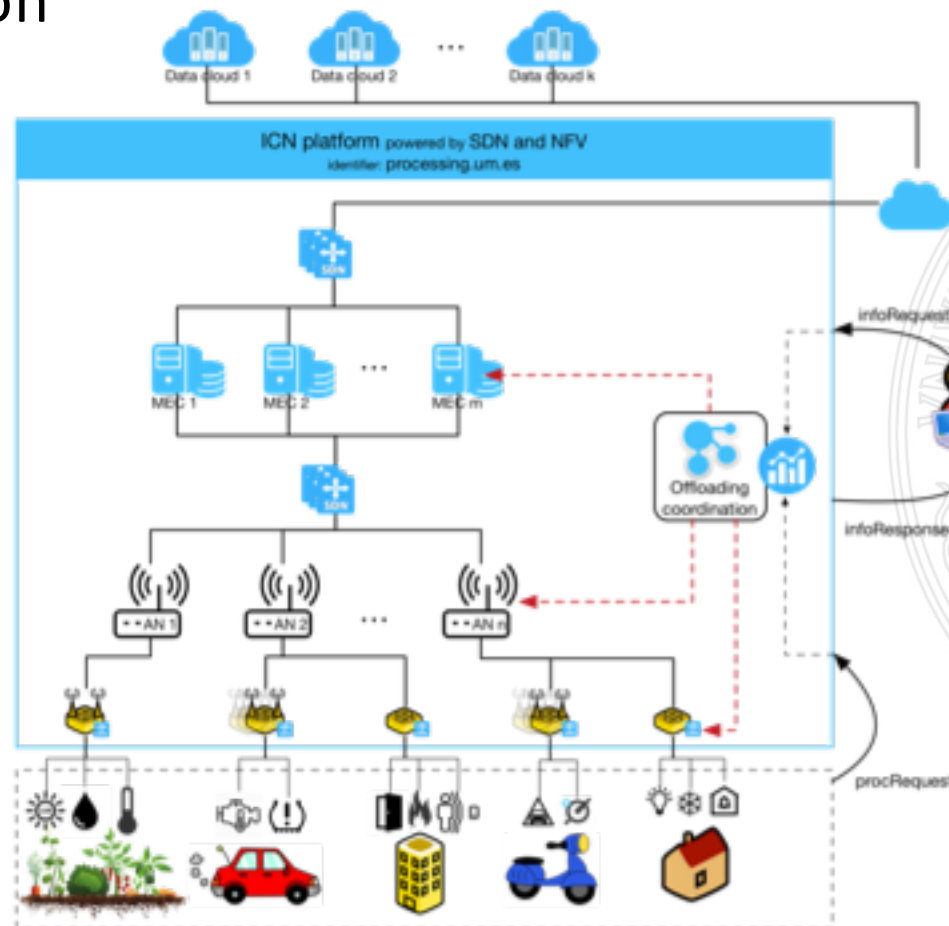 Data cloud 1
Data cloud 2
...
Data cloud k
ICN platform powered by SDN and NFV
identifier: processing.um.es
SDN
infoRequest
MEC 1
MEC 2
...
MEC m
Offloading
coordination
SDN
infoResponse
AN 1
AN 2
...
AN n
procRequest